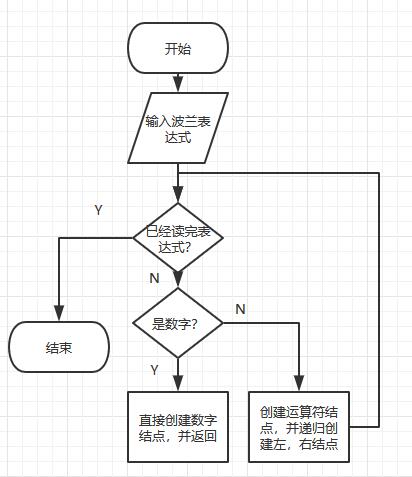 开始
输入波兰表
达式
Y
已经读完表
达式？
N
是数字？
N
结束
Y
直接创建数字
结点，并返回
创建运算符结
点，并递归创
建左，右结点